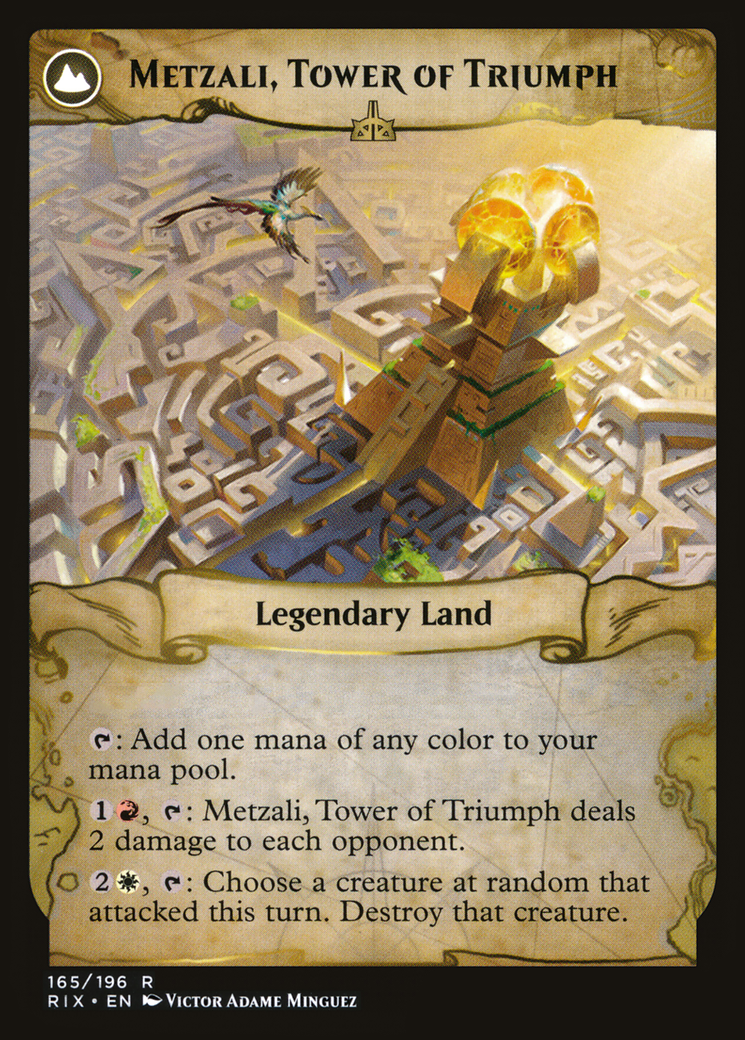 Metzali, Tower of Triumph
Legendary Land
: Add one mana of any color to your
mana pool.
1, : Metzali, Tower of Triumph deals
2 damage to each opponent.
2, : Choose a creature at random that
attacked this turn. Destroy that creature.
165/196 R
RIX • EN Victor Adame Minguez